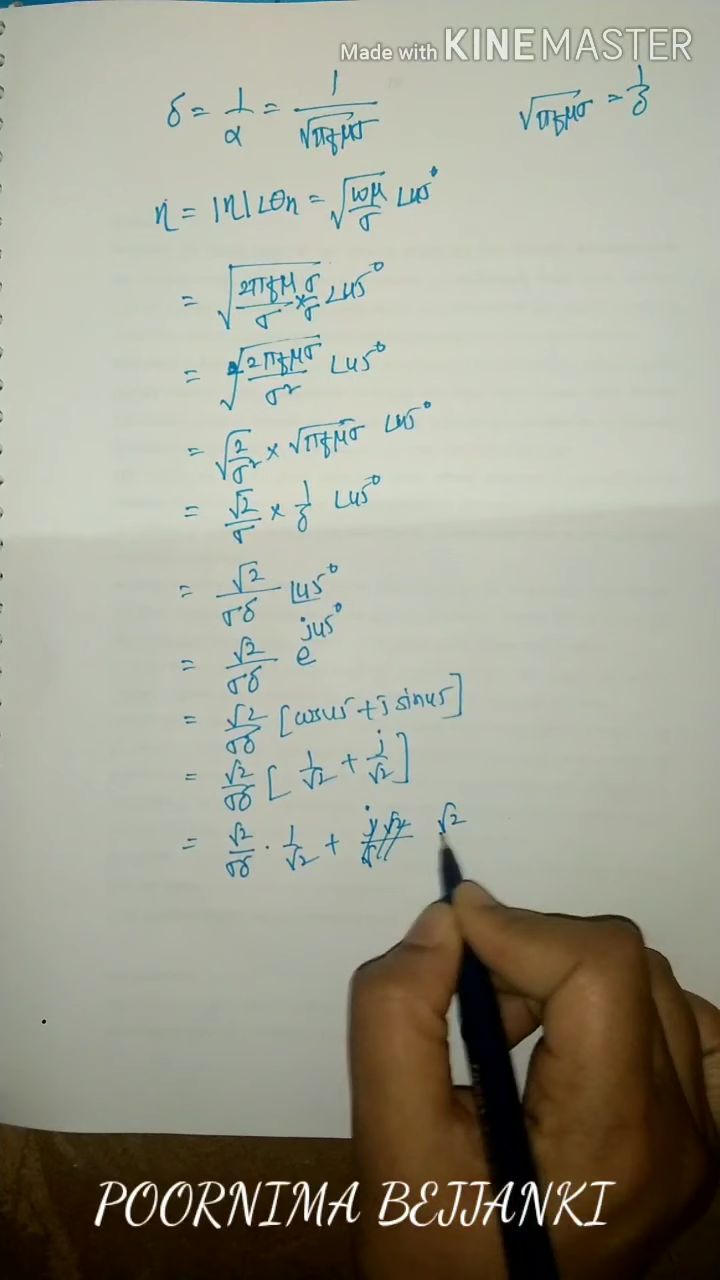 Made with KINEMASTER
δ = 1/α = 1/√(πfμσ)
√(πfμσ) = 1/δ
η = |η| ∠θη = √(ωμ/σ) ∠45°
= √(2πfμ/σ × σ/σ) ∠45°
= √(2πfμσ/σ²) ∠45°
= √(2/σ²) × √(πfμσ) ∠45°
= √2/σ × 1/δ ∠45°
= √2/σδ ∠45°
= √2/σδ e^j45°
= √2/σδ [cos45 + j sin45]
= √2/σδ [1/√2 + j/√2]
= √2/σδ · 1/√2 + √2
POORNIMA BEJJANKI